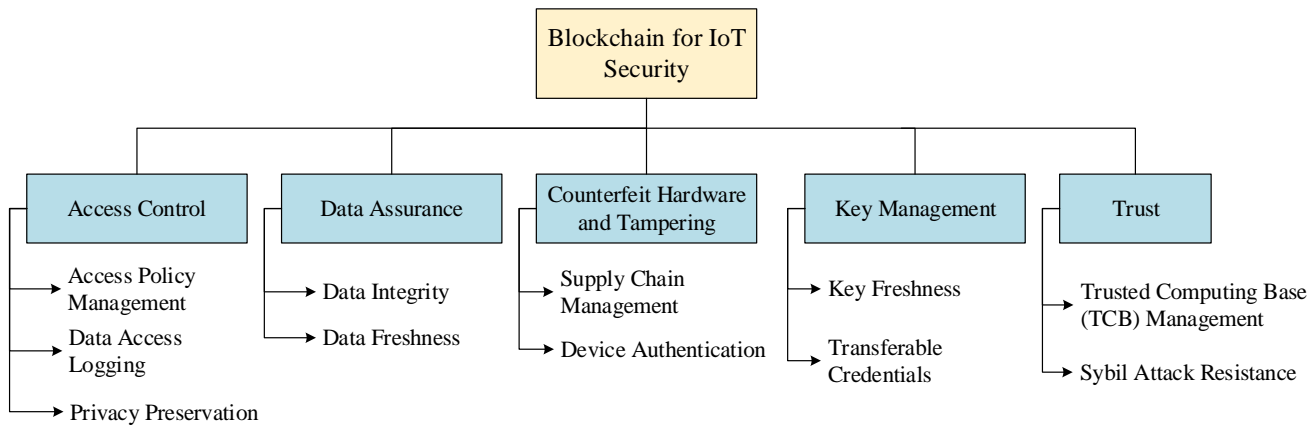 Blockchain for IoT
Security
Access Control
Data Assurance
Counterfeit Hardware
and Tampering
Key Management
Trust
Access Policy
Management
Data Access
Logging
Privacy Preservation
Data Integrity
Data Freshness
Supply Chain
Management
Device Authentication
Key Freshness
Transferable
Credentials
Trusted Computing Base
(TCB) Management
Sybil Attack Resistance